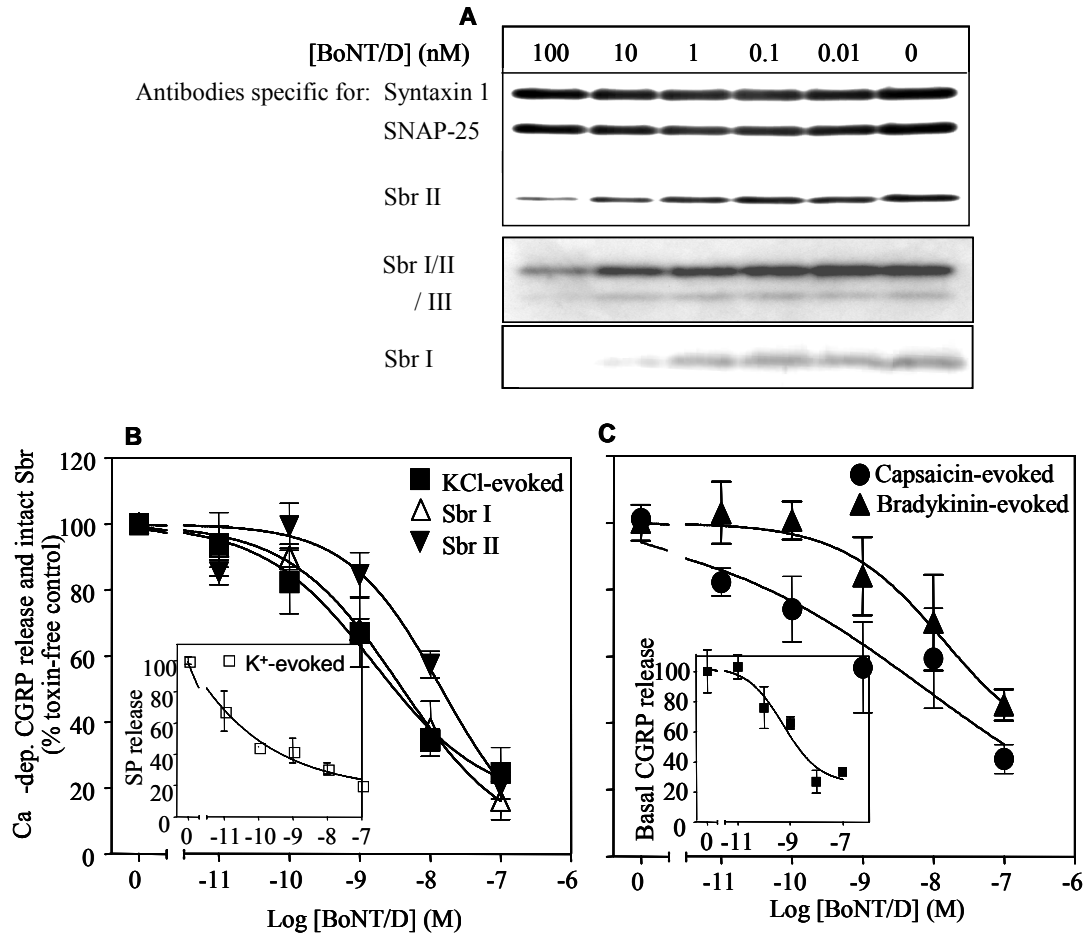 A
[BoNT/D] (nM) 100 10 1 0.1 0.01 0
Antibodies specific for: Syntaxin 1
SNAP-25
Sbr II
Sbr I/II
/ III
Sbr I
B
Ca -dep. CGRP release and intact Sbr
(% toxin-free control)
120
100
80
60
40
20
0
KCl-evoked
Sbr I
Sbr II
SP release
100
80
60
40
20
0
K⁺-evoked
0 -11 -10 -9 -8 -7
0 -11 -10 -9 -8 -7 -6
Log [BoNT/D] (M)
C
Capsaicin-evoked
Bradykinin-evoked
Basal CGRP release
100
80
60
40
20
0
0 -11 -9 -7
0 -11 -10 -9 -8 -7 -6
Log [BoNT/D] (M)